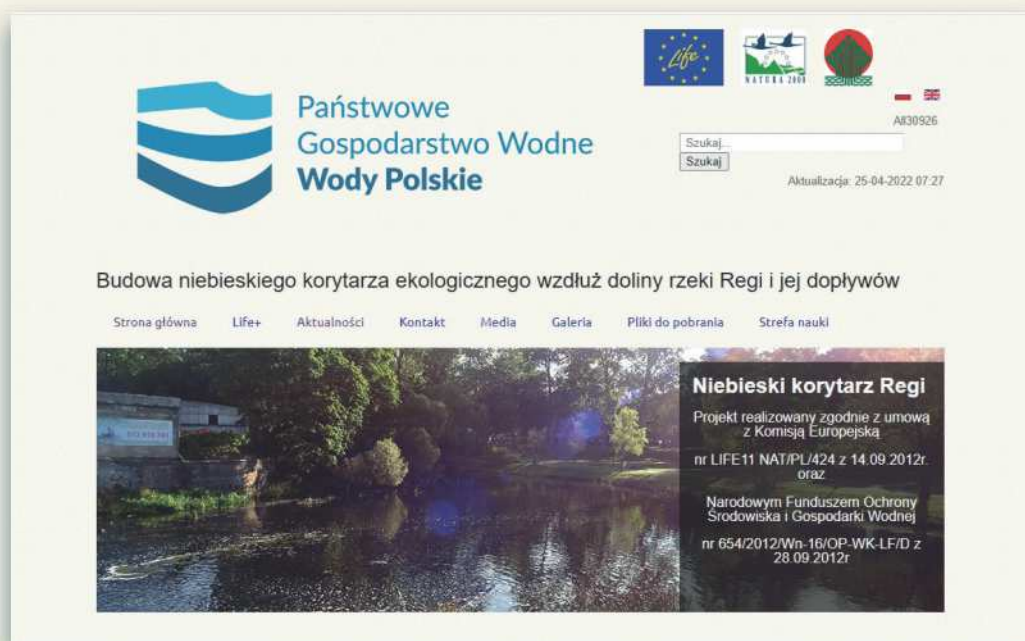 Life
NATURA 2000
All30926
Państwowe
Gospodarstwo Wodne
Wody Polskie
Szukaj...
Szukaj
Aktualizacja: 25-04-2022 07:27
Budowa niebieskiego korytarza ekologicznego wzdłuż doliny rzeki Regi i jej dopływów
Strona główna Life+ Aktualności Kontakt Media Galeria Pliki do pobrania Strefa nauki
Niebieski korytarz Regi
Projekt realizowany zgodnie z umową
z Komisją Europejską
nr LIFE11 NAT/PL/424 z 14.09.2012r.
oraz
Narodowym Funduszem Ochrony
Środowiska i Gospodarki Wodnej
nr 654/2012/Wn-16/OP-WK-LF/D z
28.09.2012r